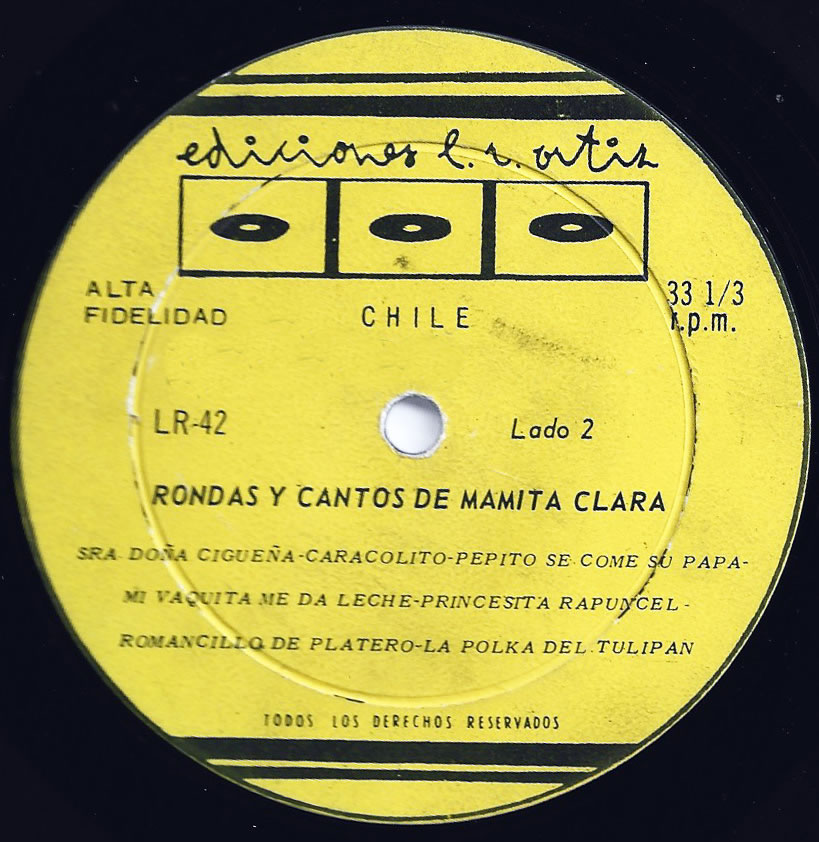 ediciones l. r. ortiz
ALTA
FIDELIDAD
CHILE
33 1/3
r.p.m.
LR-42
Lado 2
RONDAS Y CANTOS DE MAMITA CLARA
SRA. DOÑA CIGUEÑA-CARACOLITO-PEPITO SE COME SU PAPA-
MI VAQUITA ME DA LECHE-PRINCESITA RAPUNCEL-
ROMANCILLO DE PLATERO-LA POLKA DEL TULIPAN
TODOS LOS DERECHOS RESERVADOS